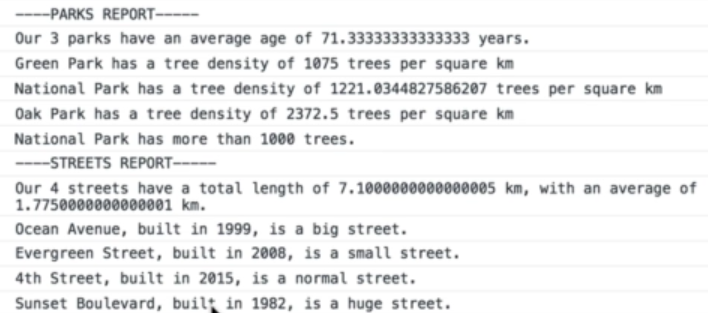 ----PARKS REPORT-----
Our 3 parks have an average age of 71.33333333333333 years.
Green Park has a tree density of 1075 trees per square km
National Park has a tree density of 1221.0344827586207 trees per square km
Oak Park has a tree density of 2372.5 trees per square km
National Park has more than 1000 trees.
----STREETS REPORT-----
Our 4 streets have a total length of 7.1000000000000005 km, with an average of
1.7750000000000001 km.
Ocean Avenue, built in 1999, is a big street.
Evergreen Street, built in 2008, is a small street.
4th Street, built in 2015, is a normal street.
Sunset Boulevard, built in 1982, is a huge street.